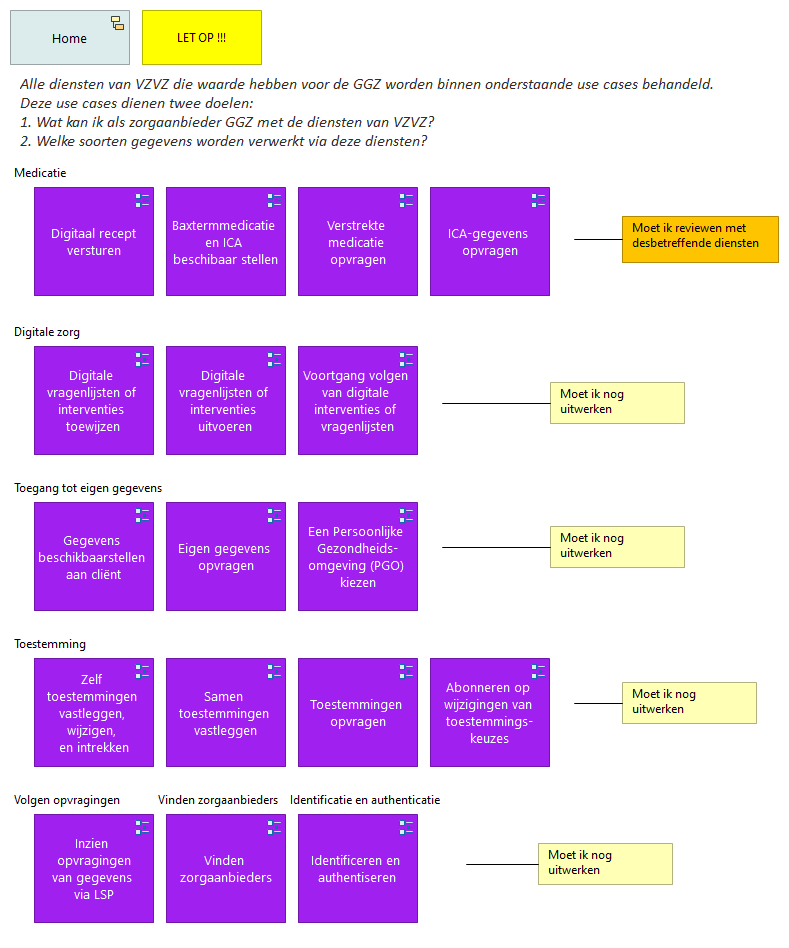 Home
LET OP !!!
Alle diensten van VZVZ die waarde hebben voor de GGZ worden binnen onderstaande use cases behandeld.
Deze use cases dienen twee doelen:
1. Wat kan ik als zorgaanbieder GGZ met de diensten van VZVZ?
2. Welke soorten gegevens worden verwerkt via deze diensten?
Medicatie
Digitaal recept
versturen
Baxtermmedicatie
en ICA
beschibaar stellen
Verstrekte
medicatie
opvragen
ICA-gegevens
opvragen
Moet ik reviewen met
desbetreffende diensten
Digitale zorg
Digitale
vragenlijsten of
interventies
toewijzen
Digitale
vragenlijsten of
interventies
uitvoeren
Voortgang volgen
van digitale
interventies of
vragenlijsten
Moet ik nog
uitwerken
Toegang tot eigen gegevens
Gegevens
beschikbaarstellen
aan cliënt
Eigen gegevens
opvragen
Een Persoonlijke
Gezondheids-
omgeving (PGO)
kiezen
Moet ik nog
uitwerken
Toestemming
Zelf
toestemmingen
vastleggen,
wijzigen,
en intrekken
Samen
toestemmingen
vastleggen
Toestemmingen
opvragen
Abonneren op
wijzigingen van
toestemmings-
keuzes
Moet ik nog
uitwerken
Volgen opvragingen
Vinden zorgaanbieders
Identificatie en authenticatie
Inzien
opvragingen
van gegevens
via LSP
Vinden
zorgaanbieders
Identificeren en
authentiseren
Moet ik nog
uitwerken